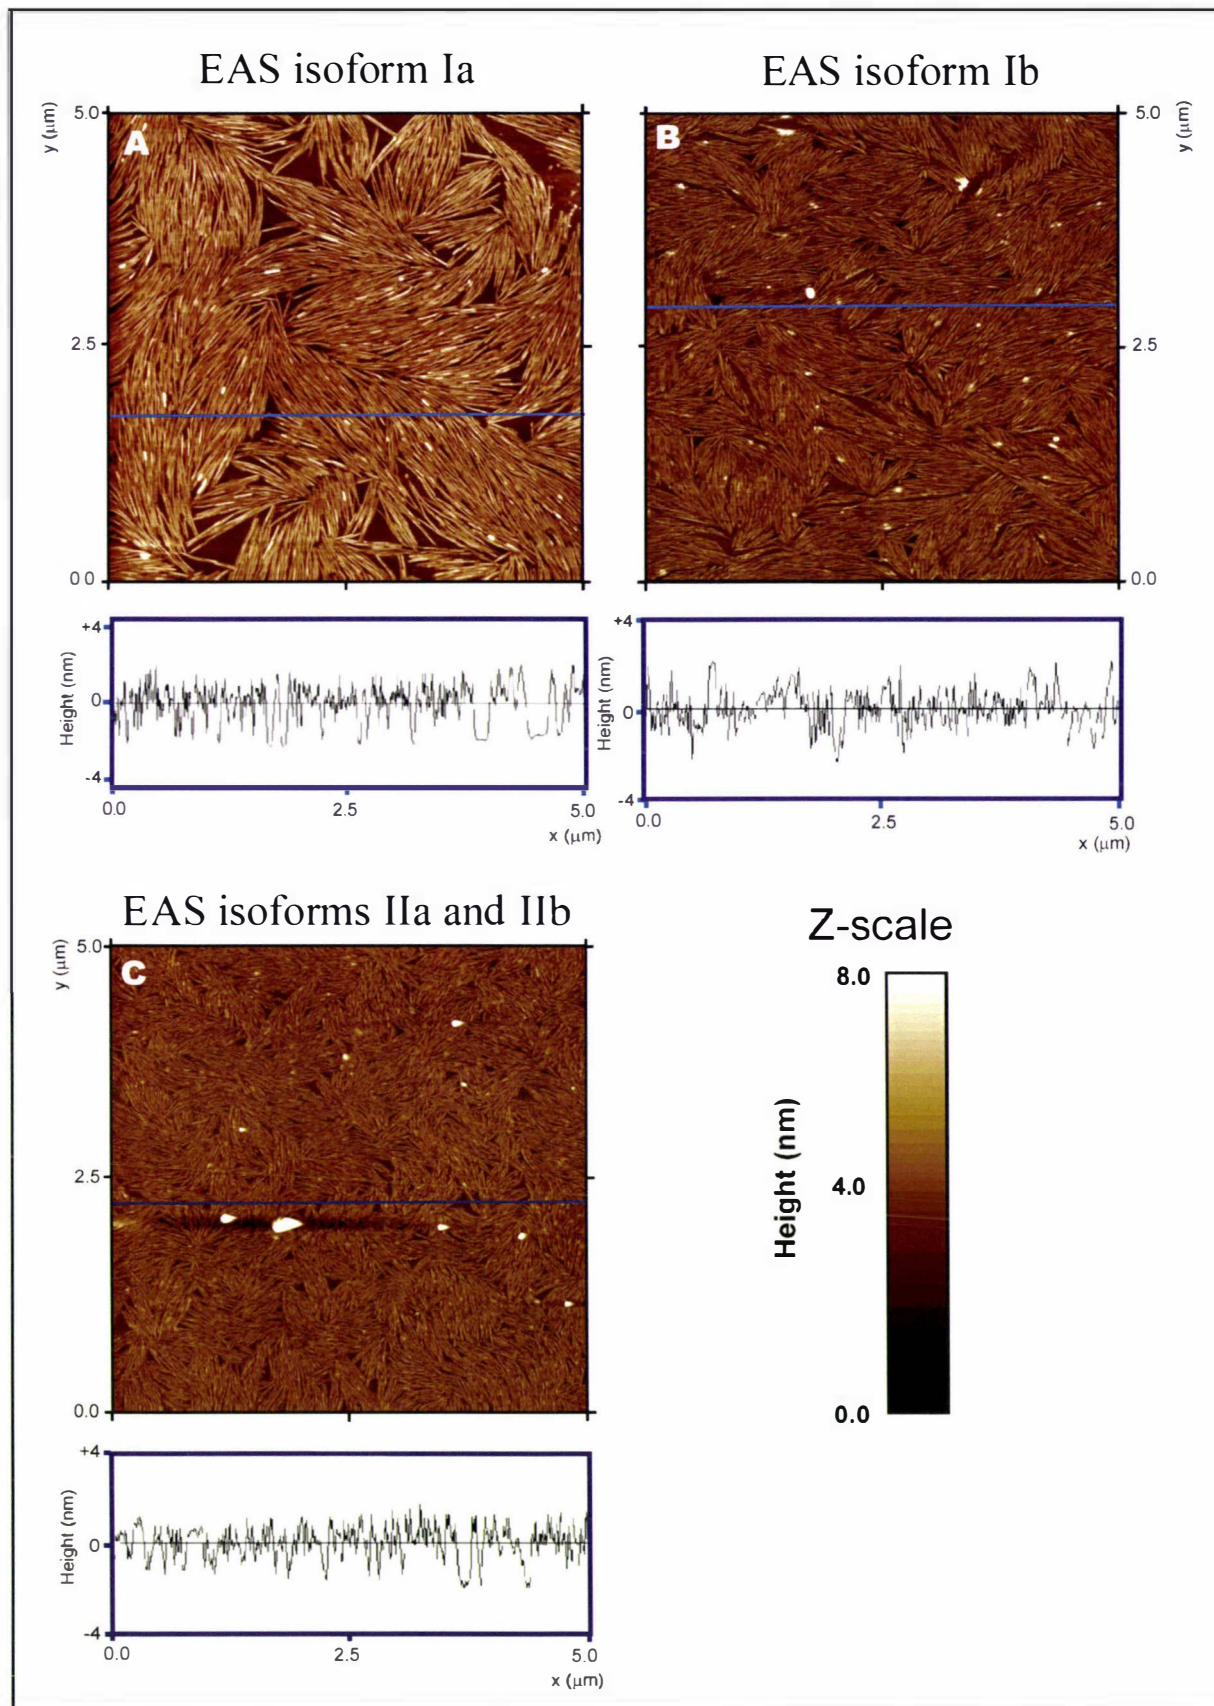 EAS isoform Ia
EAS isoform Ib
y (μm)
5.0
A
2.5
0 0
B
5.0
y (μm)
2.5
0.0
Height (nm)
+4
0
-4
0.0
2.5
5.0
x (μm)
Height (nm)
+4
0
-4
0.0
2.5
5.0
x (μm)
EAS isoforms IIa and IIb
y (μm)
5.0
C
2.5
0.0
Z-scale
8.0
Height (nm)
4.0
0.0
Height (nm)
+4
0
-4
0.0
2.5
5.0
x (μm)